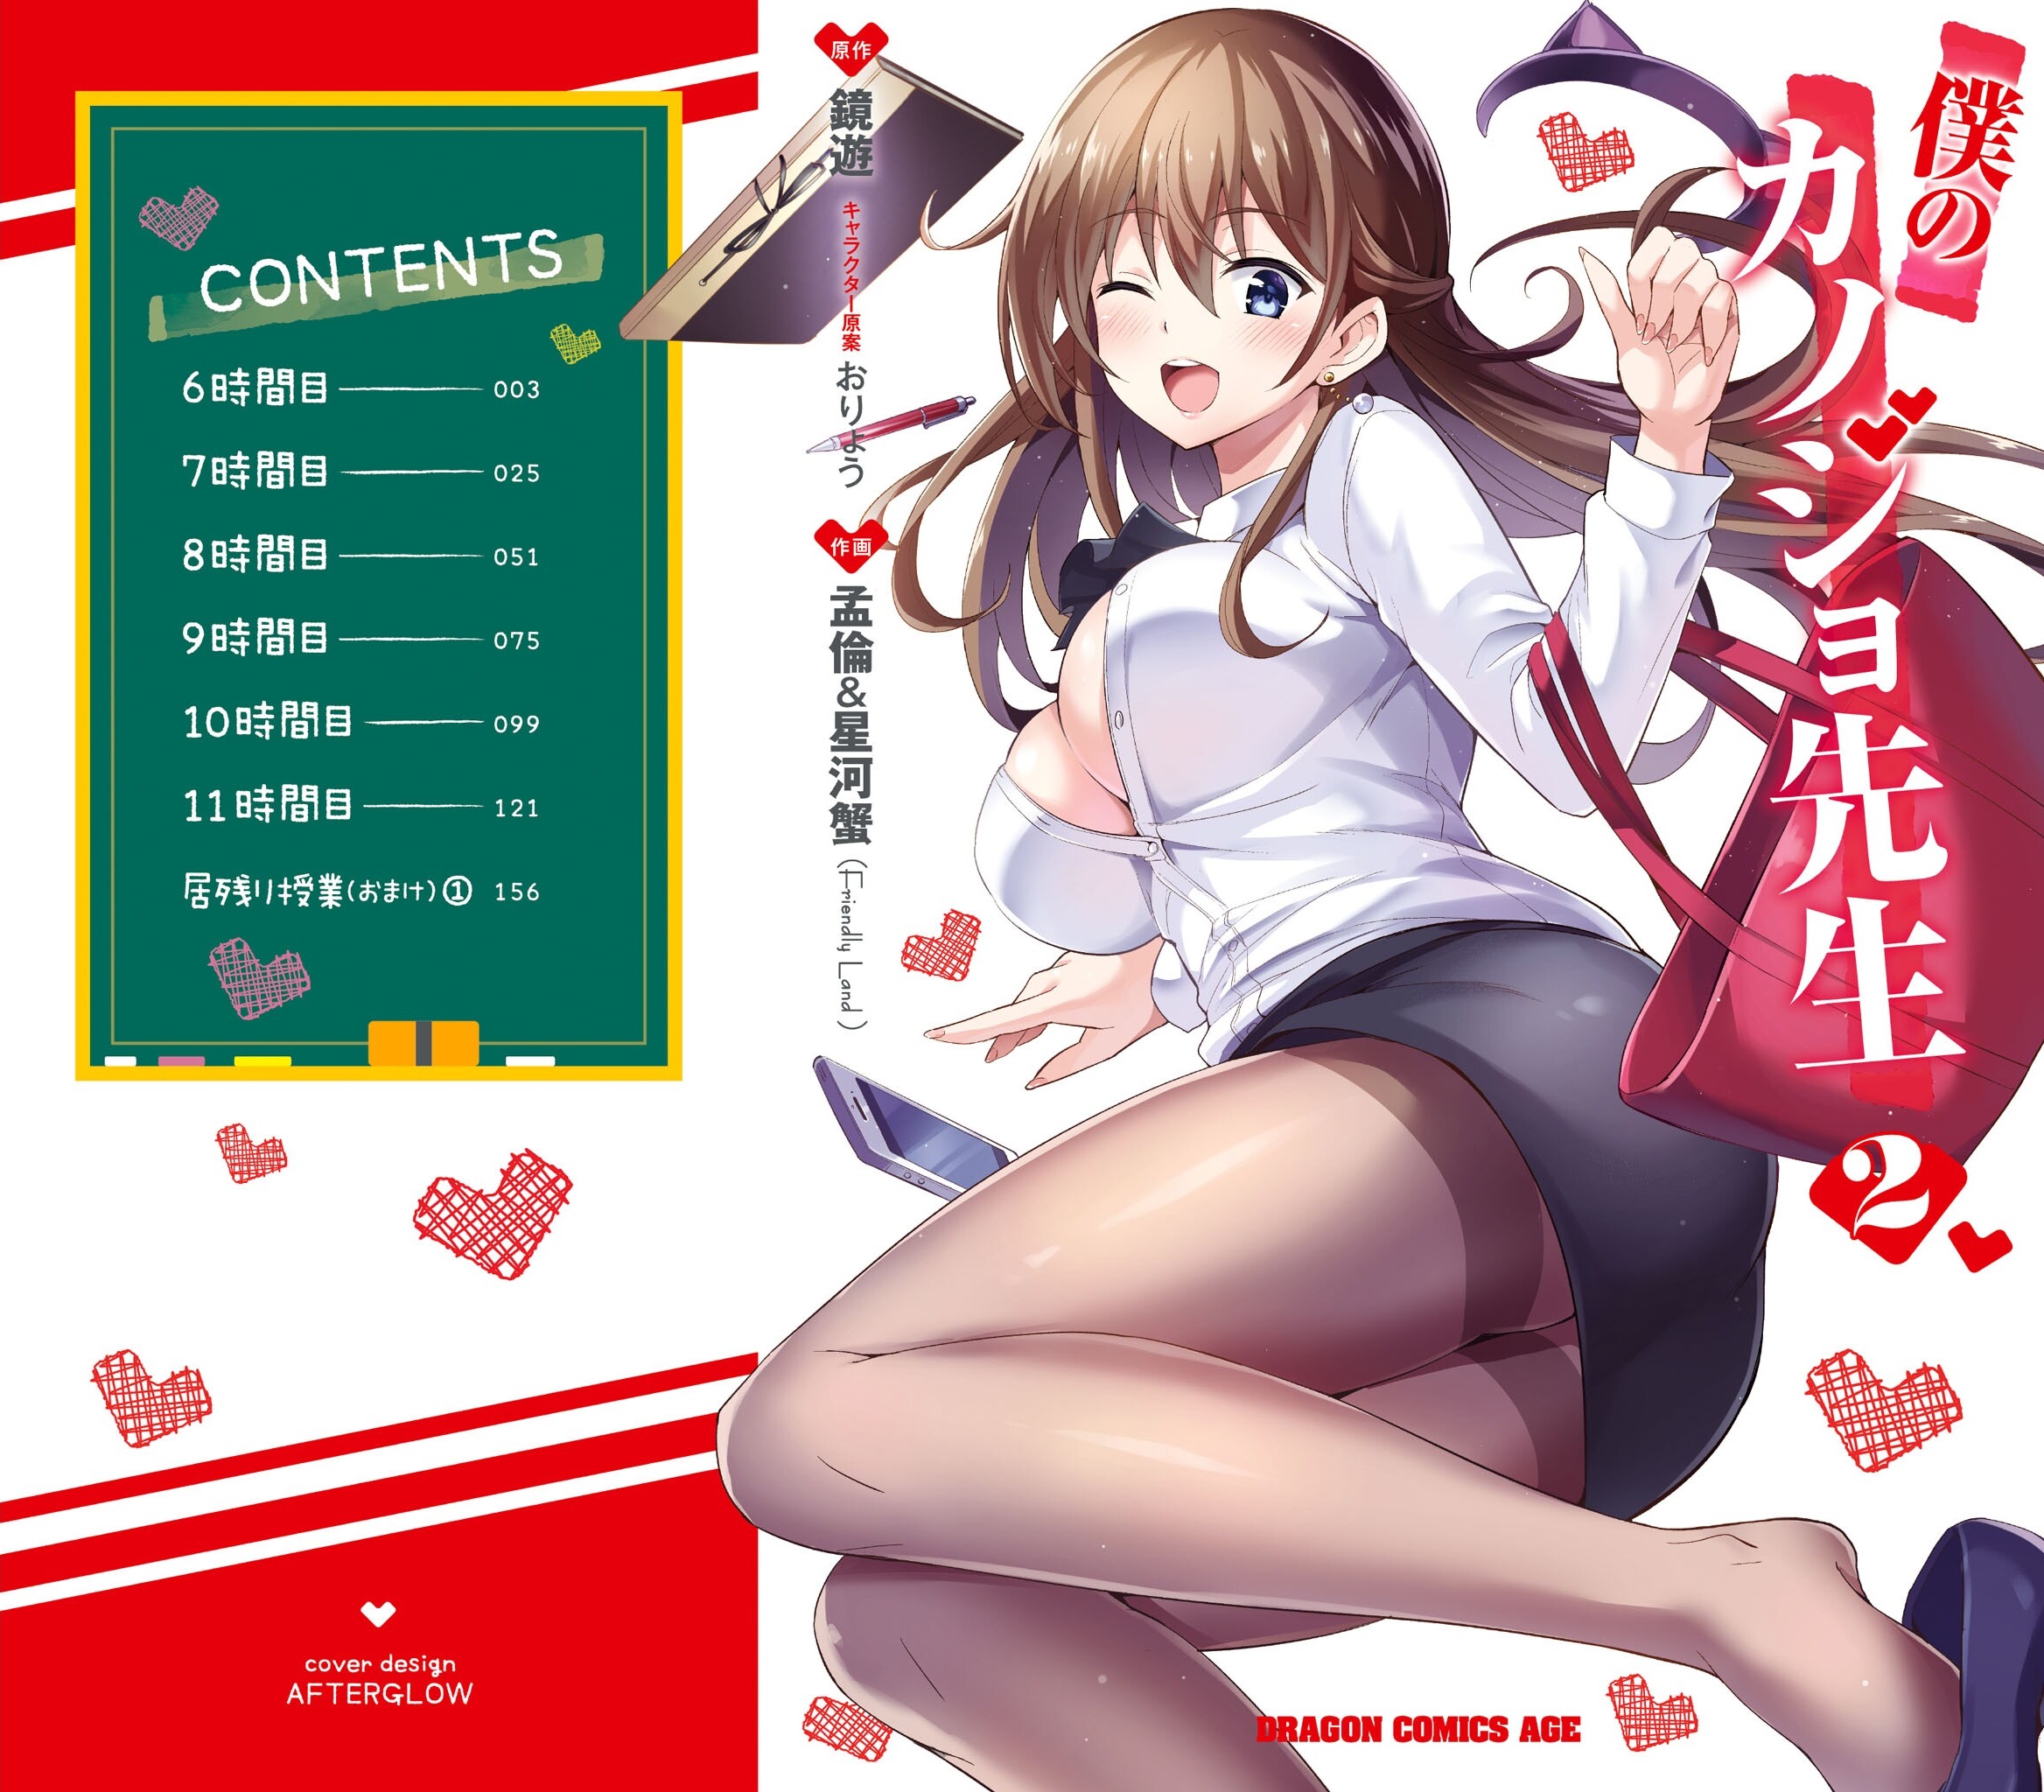 僕の
カノジョ先生
2
原作
鏡遊
キャラクター原案
おりょう
作画
孟倫&星河蟹
(Friendly Land)
DRAGON COMICS AGE
CONTENTS
6時間目 003
7時間目 025
8時間目 051
9時間目 075
10時間目 099
11時間目 121
居残り授業(おまけ)① 156
cover design
AFTERGLOW